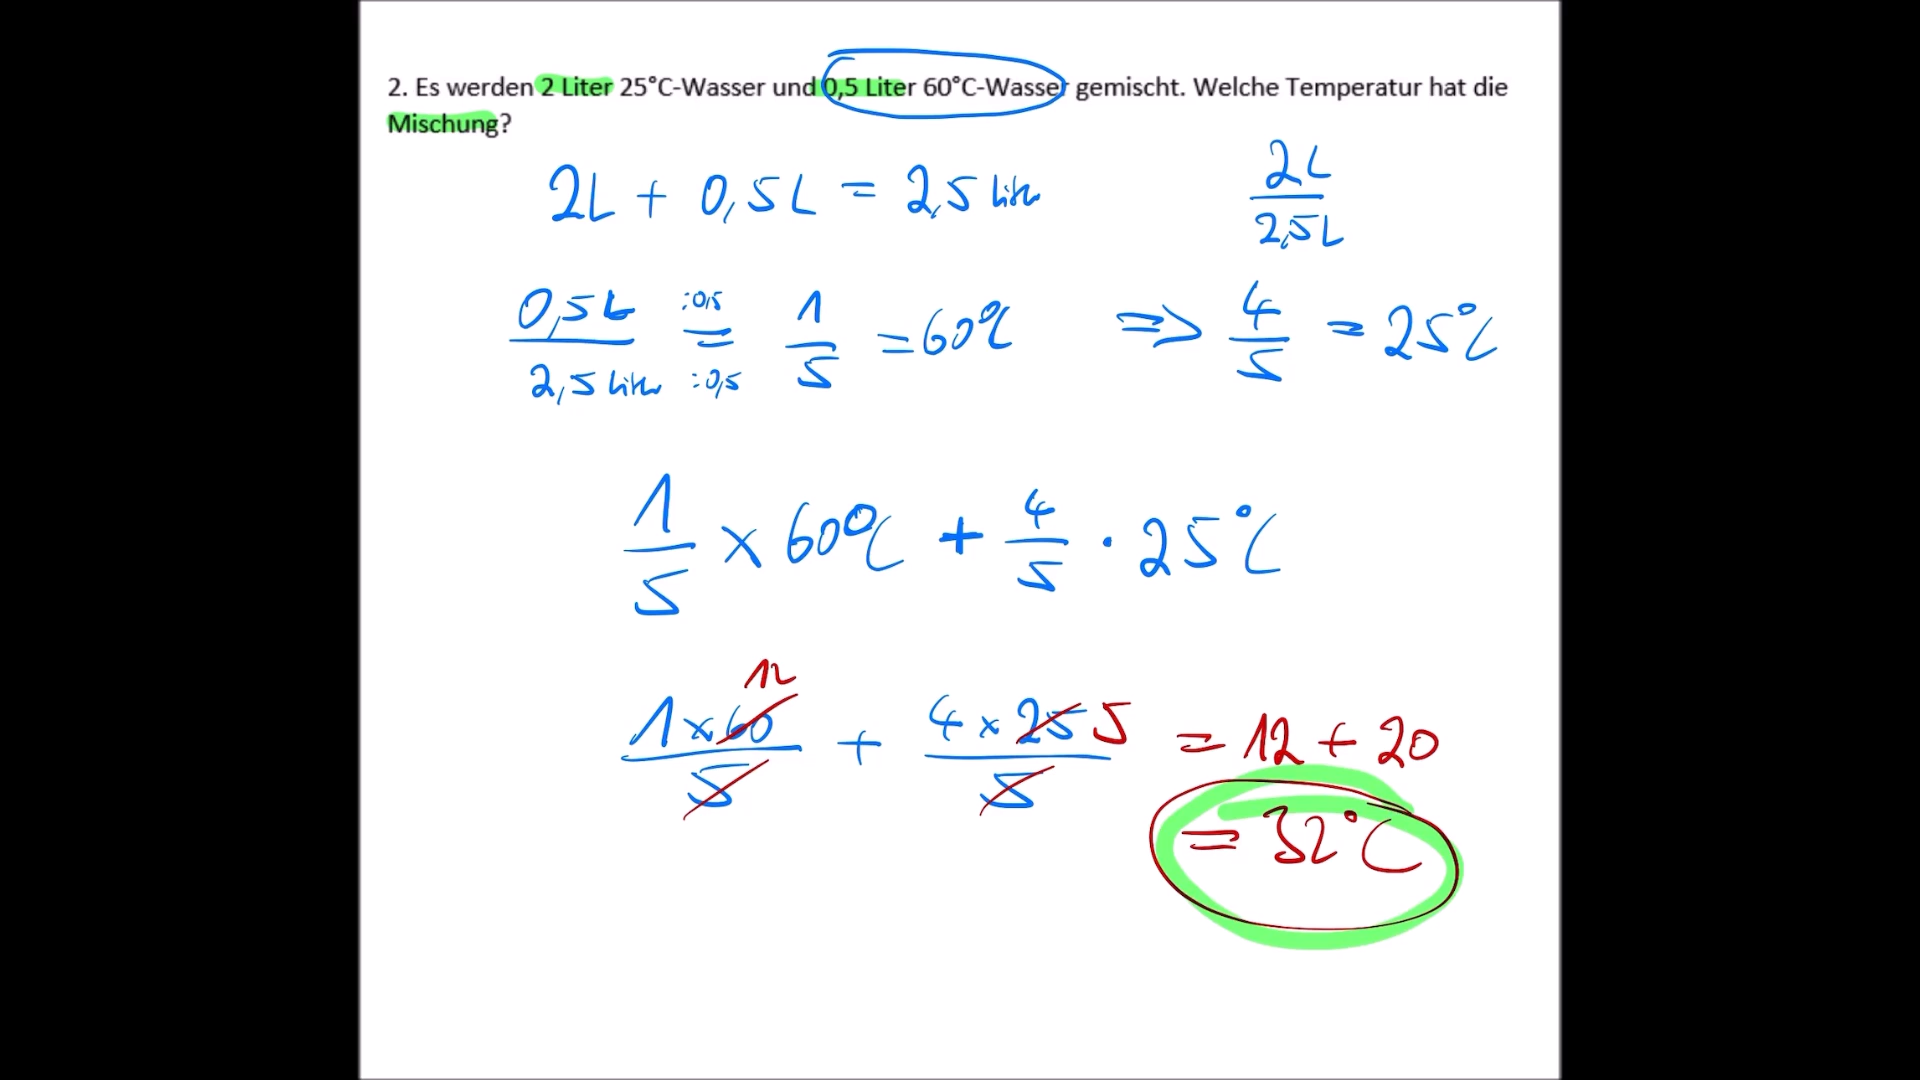 2. Es werden 2 Liter 25°C-Wasser und 0,5 Liter 60°C-Wasser gemischt. Welche Temperatur hat die
Mischung?
2L + 0,5L = 2,5 liter
2L
2,5L
0,5L :0,5 = 1 = 60°C => 4 = 25°C
2,5 liter :0,5 5 5
1/5 x 60°C + 4/5 · 25°C
12
1x60 + 4x25 5 = 12 + 20
5 5
= 32°C